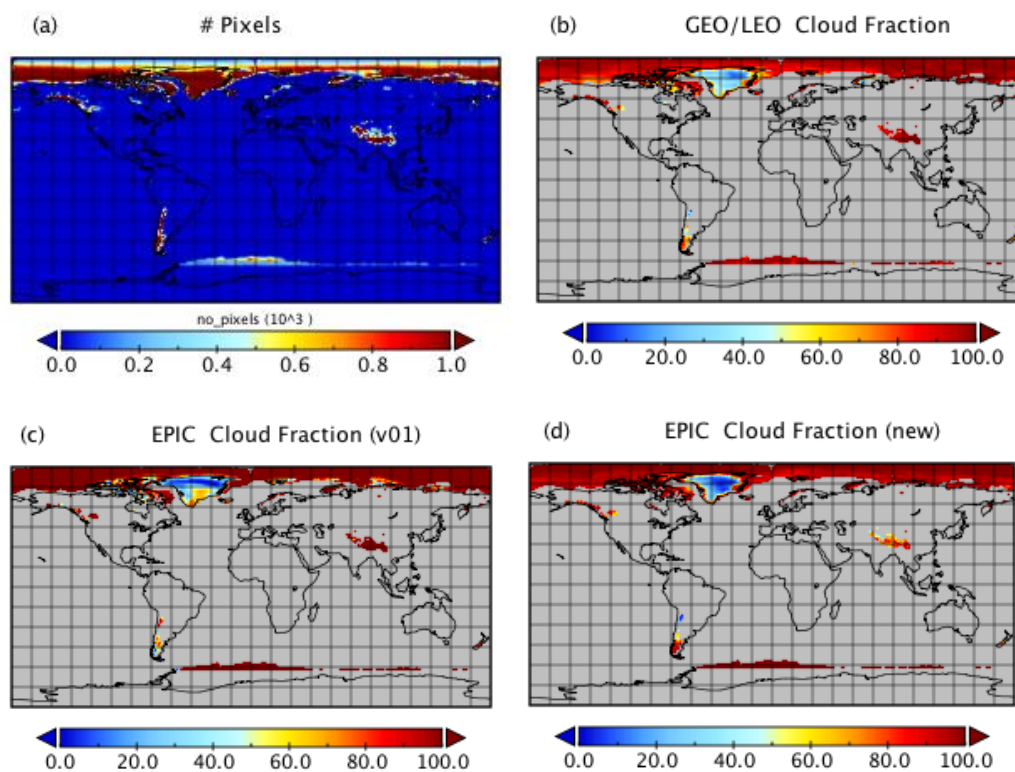 (a) # Pixels
(b) GEO/LEO Cloud Fraction
no_pixels (10^3 )
0.0 0.2 0.4 0.6 0.8 1.0
0.0 20.0 40.0 60.0 80.0 100.0
(c) EPIC Cloud Fraction (v01)
(d) EPIC Cloud Fraction (new)
0.0 20.0 40.0 60.0 80.0 100.0
0.0 20.0 40.0 60.0 80.0 100.0